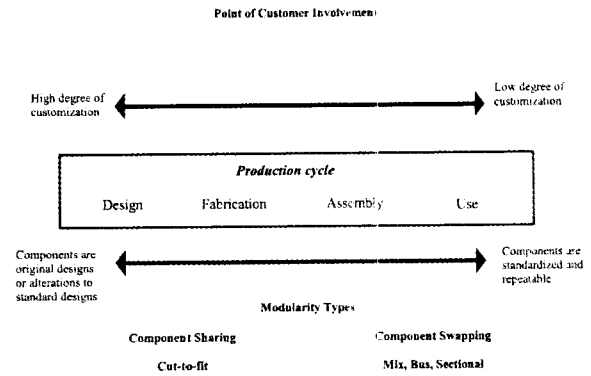 Point of Customer Involvement
High degree of
customization
Low degree of
customization
Production cycle
Design Fabrication Assembly Use
Components are
original designs
or alterations to
standard designs
Components are
standardized and
repeatable
Modularity Types
Component Sharing Component Swapping
Cut-to-fit Mix, Bus, Sectional